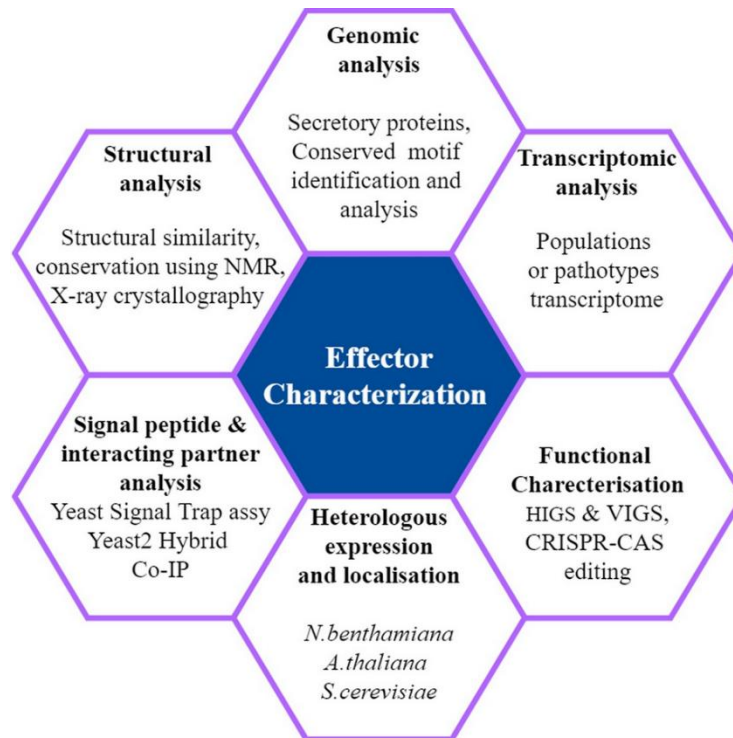 Genomic
analysis
Secretory proteins,
Conserved motif
identification and
analysis
Structural
analysis
Structural similarity,
conservation using NMR,
X-ray crystallography
Transcriptomic
analysis
Populations
or pathotypes
transcriptome
Effector
Characterization
Signal peptide &
interacting partner
analysis
Yeast Signal Trap assy
Yeast2 Hybrid
Co-IP
Functional
Charecterisation
HIGS & VIGS,
CRISPR-CAS
editing
Heterologous
expression
and localisation
N.benthamiana
A.thaliana
S.cerevisiae